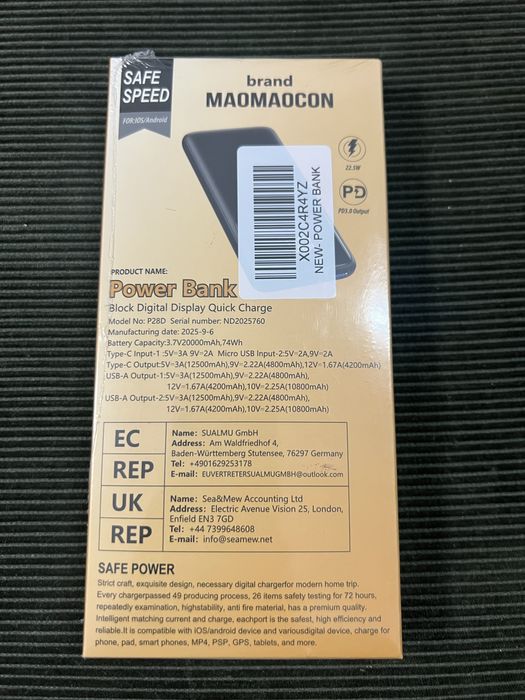 SAFE
SPEED
FOR:IOS/Android
brand
MAOMAOCON
22.5W
PD
PD3.0 Output
X002C4R4YZ
NEW- POWER BANK
PRODUCT NAME:
Power Bank
Block Digital Display Quick Charge
Model No: P28D Serial number: ND2025760
Manufacturing date: 2025-9-6
Battery Capacity:3.7V20000mAh,74Wh
Type-C Input-1 :5V=3A 9V=2A Micro USB Input-2:5V=2A,9V=2A
Type-C Output:5V=3A(12500mAh),9V=2.22A(4800mAh),12V=1.67A(4200mAh)
USB-A Output-1:5V=3A(12500mAh),9V=2.22A(4800mAh),
12V=1.67A(4200mAh),10V=2.25A(10800mAh)
USB-A Output-2:5V=3A(12500mAh),9V=2.22A(4800mAh),
12V=1.67A(4200mAh),10V=2.25A(10800mAh)
EC
REP
Name: SUALMU GmbH
Address: Am Waldfriedhof 4,
Baden-Württemberg Stutensee, 76297 Germany
Tel: +4901629253178
E-mail: EUVERTRETERSUALMUGMBH@outlook.com
UK
REP
Name: Sea&Mew Accounting Ltd
Address: Electric Avenue Vision 25, London,
Enfield EN3 7GD
Tel: +44 7399648608
E-mail: info@seamew.net
SAFE POWER
Strict craft, exquisite design, necessary digital chargerfor modern home trip.
Every chargerpassed 49 producing process, 26 items safety testing for 72 hours,
repeatedly examination, highstability, anti fire material, has a premium quality.
Intelligent matching current and charge, eachport is the safest, high efficiency and
reliable.It is compatible with iOS/android device and variousdigital device, charge for
phone, pad, smart phones, MP4, PSP, GPS, tablets, and more.